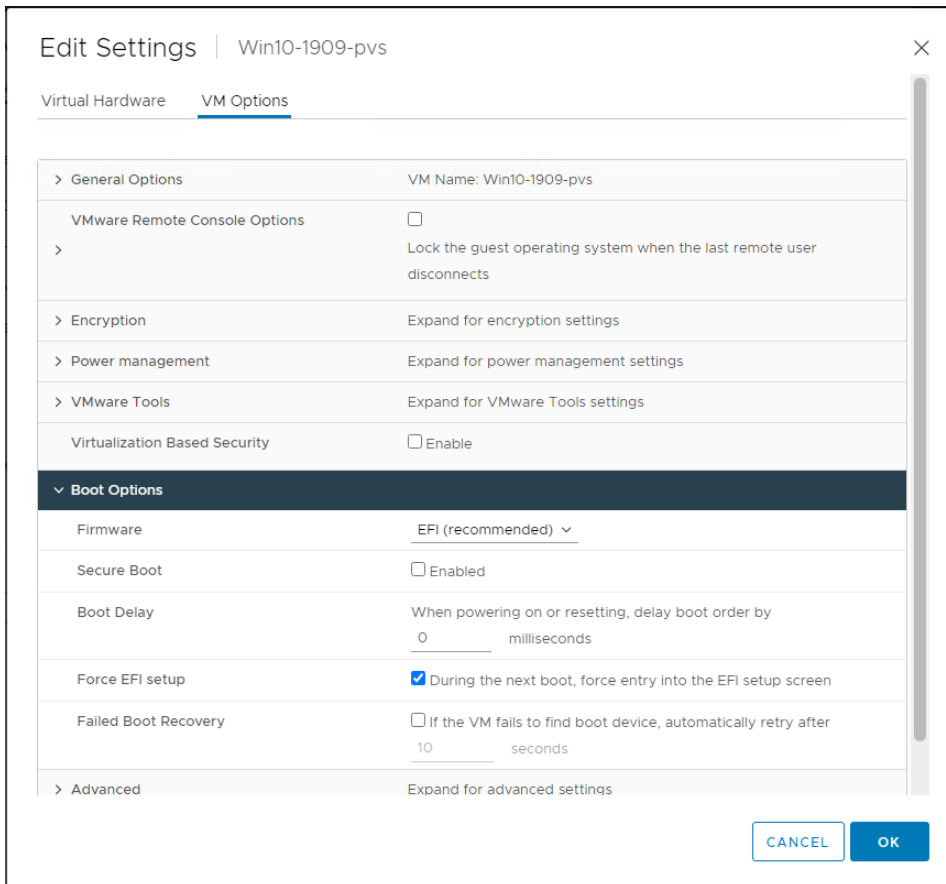 Edit Settings Win10-1909-pvs
Virtual Hardware VM Options
General Options VM Name: Win10-1909-pvs
VMware Remote Console Options
Lock the guest operating system when the last remote user
disconnects
Encryption Expand for encryption settings
Power management Expand for power management settings
VMware Tools Expand for VMware Tools settings
Virtualization Based Security Enable
Boot Options
Firmware EFI (recommended)
Secure Boot Enabled
Boot Delay When powering on or resetting, delay boot order by
0 milliseconds
Force EFI setup During the next boot, force entry into the EFI setup screen
Failed Boot Recovery If the VM fails to find boot device, automatically retry after
10 seconds
Advanced Expand for advanced settings
CANCEL OK